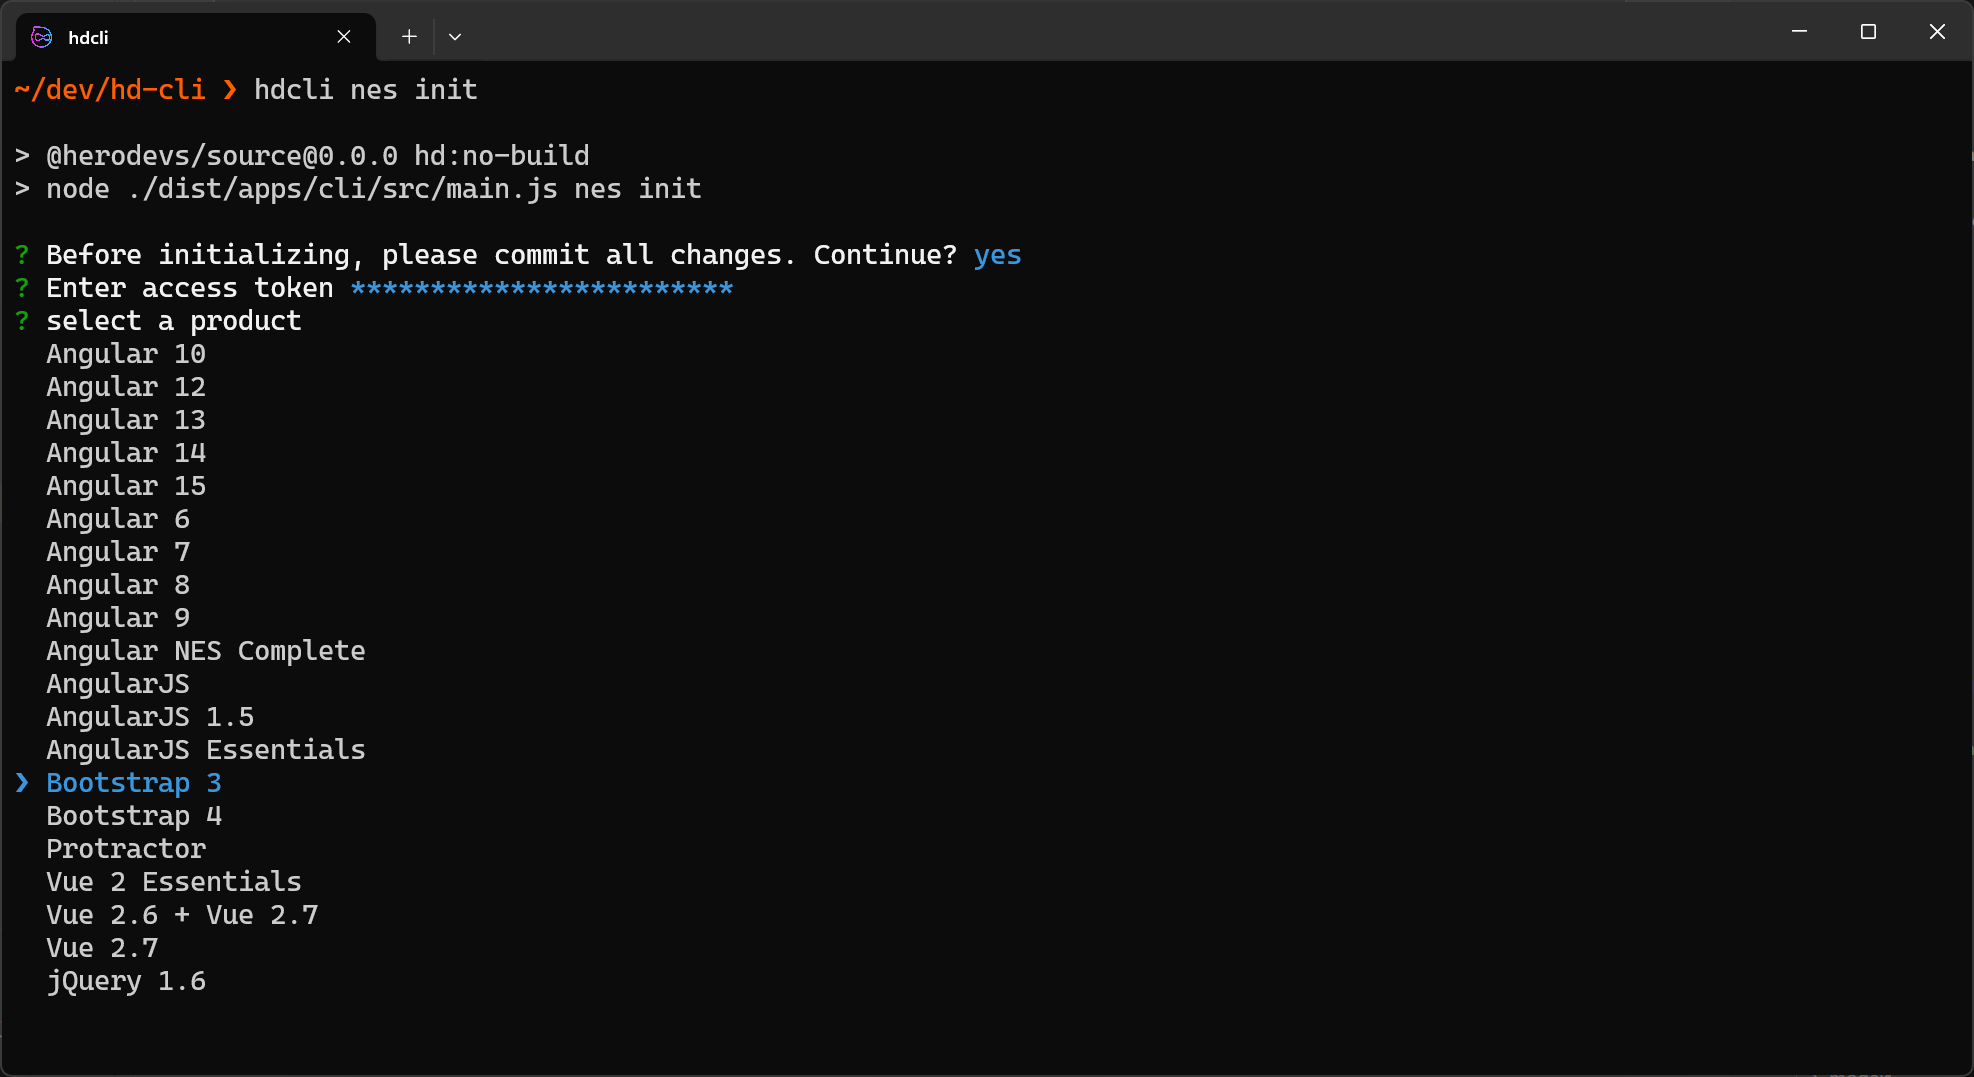 hdcli
~/dev/hd-cli ❯ hdcli nes init
> @herodevs/source@0.0.0 hd:no-build
> node ./dist/apps/cli/src/main.js nes init
? Before initializing, please commit all changes. Continue? yes
? Enter access token ************************
? select a product
Angular 10
Angular 12
Angular 13
Angular 14
Angular 15
Angular 6
Angular 7
Angular 8
Angular 9
Angular NES Complete
AngularJS
AngularJS 1.5
AngularJS Essentials
❯ Bootstrap 3
Bootstrap 4
Protractor
Vue 2 Essentials
Vue 2.6 + Vue 2.7
Vue 2.7
jQuery 1.6